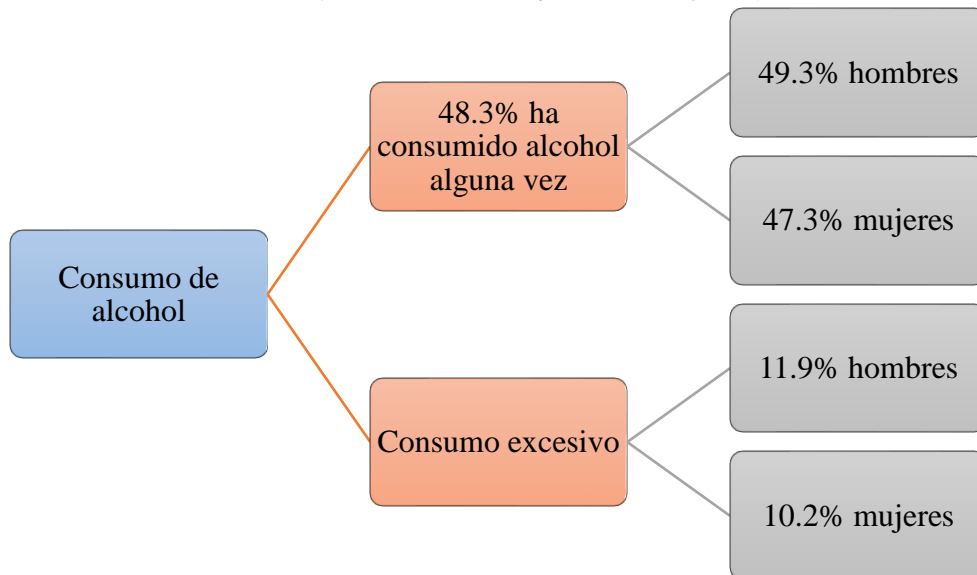 Consumo de
alcohol
48.3% ha
consumido alcohol
alguna vez
49.3% hombres
47.3% mujeres
Consumo excesivo
11.9% hombres
10.2% mujeres